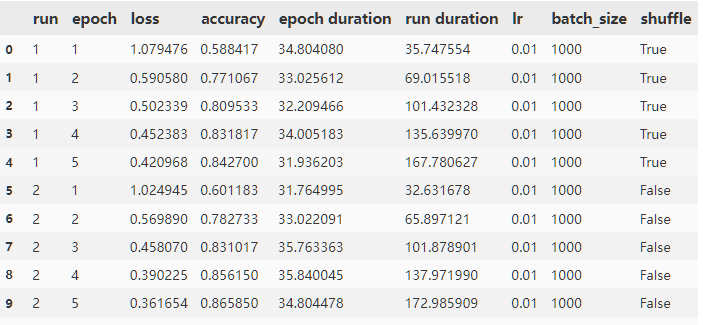 run epoch loss accuracy epoch duration run duration lr batch_size shuffle
0 1 1 1.079476 0.588417 34.804080 35.747554 0.01 1000 True
1 1 2 0.590580 0.771067 33.025612 69.015518 0.01 1000 True
2 1 3 0.502339 0.809533 32.209466 101.432328 0.01 1000 True
3 1 4 0.452383 0.831817 34.005183 135.639970 0.01 1000 True
4 1 5 0.420968 0.842700 31.936203 167.780627 0.01 1000 True
5 2 1 1.024945 0.601183 31.764995 32.631678 0.01 1000 False
6 2 2 0.569890 0.782733 33.022091 65.897121 0.01 1000 False
7 2 3 0.458070 0.831017 35.763363 101.878901 0.01 1000 False
8 2 4 0.390225 0.856150 35.840045 137.971990 0.01 1000 False
9 2 5 0.361654 0.865850 34.804478 172.985909 0.01 1000 False